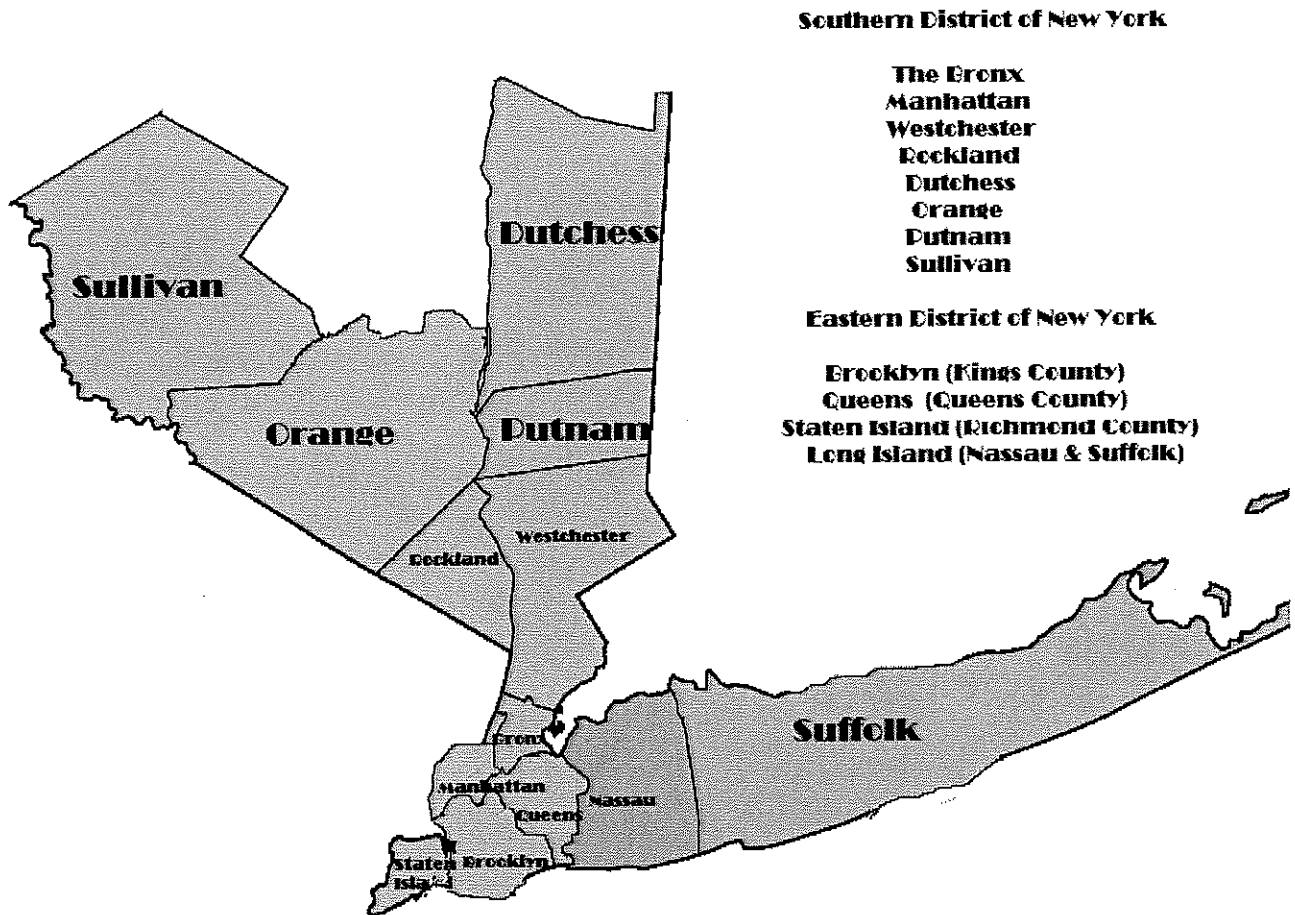 Southern District of New York
The Bronx
Manhattan
Westchester
Rockland
Dutchess
Orange
Putnam
Sullivan
Eastern District of New York
Brooklyn (Kings County)
Queens (Queens County)
Staten Island (Richmond County)
Long Island (Nassau & Suffolk)
Dutchess
Sullivan
Orange
Putnam
Westchester
Rockland
Suffolk
Bronx
Manhattan
Nassau
Queens
Staten
Brooklyn